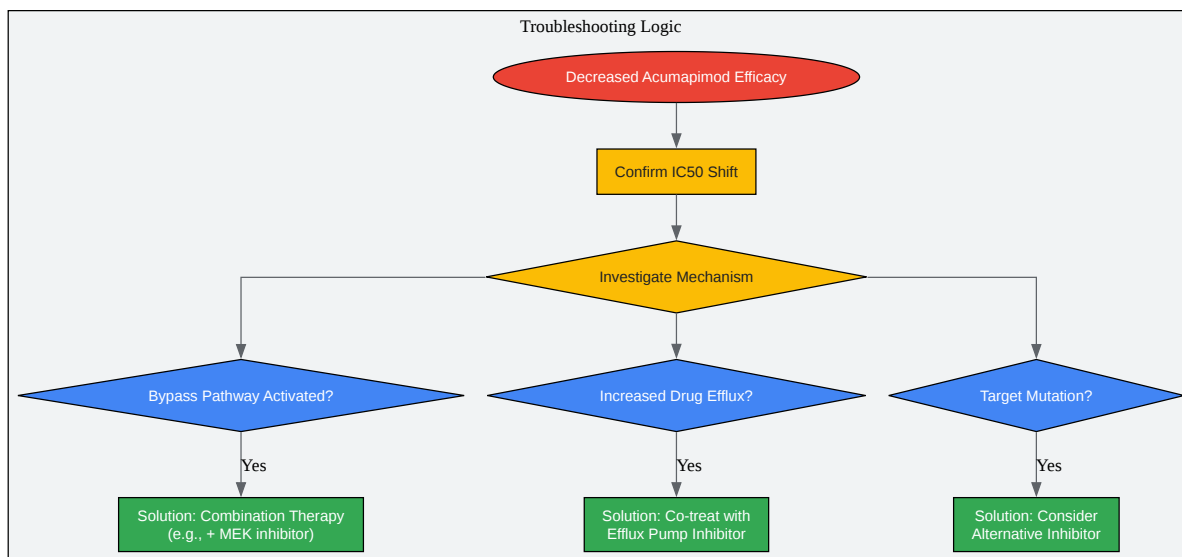 Troubleshooting Logic
Decreased Acumapimod Efficacy
Confirm IC50 Shift
Investigate Mechanism
Bypass Pathway Activated?
Increased Drug Efflux?
Target Mutation?
Yes
Yes
Yes
Solution: Combination Therapy
(e.g., + MEK inhibitor)
Solution: Co-treat with
Efflux Pump Inhibitor
Solution: Consider
Alternative Inhibitor